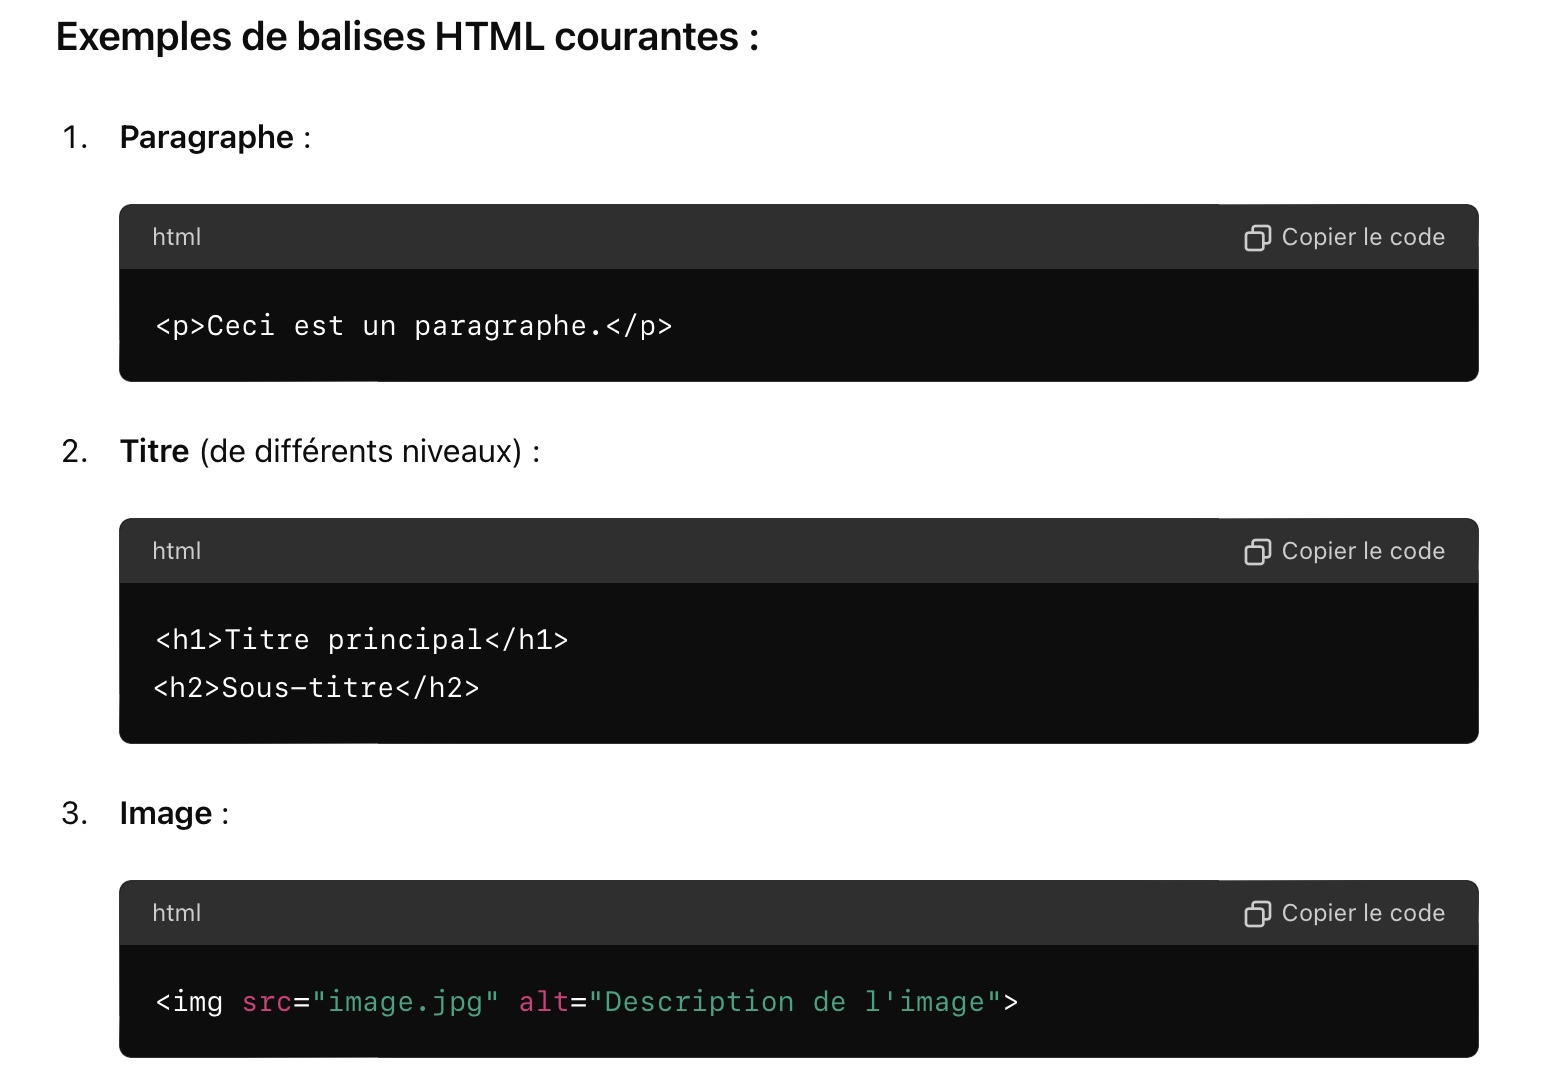 Exemples de balises HTML courantes :
1. Paragraphe :
html
Copier le code
<p>Ceci est un paragraphe.</p>
2. Titre (de différents niveaux) :
html
Copier le code
<h1>Titre principal</h1>
<h2>Sous-titre</h2>
3. Image :
html
Copier le code
<img src="image.jpg" alt="Description de l'image">